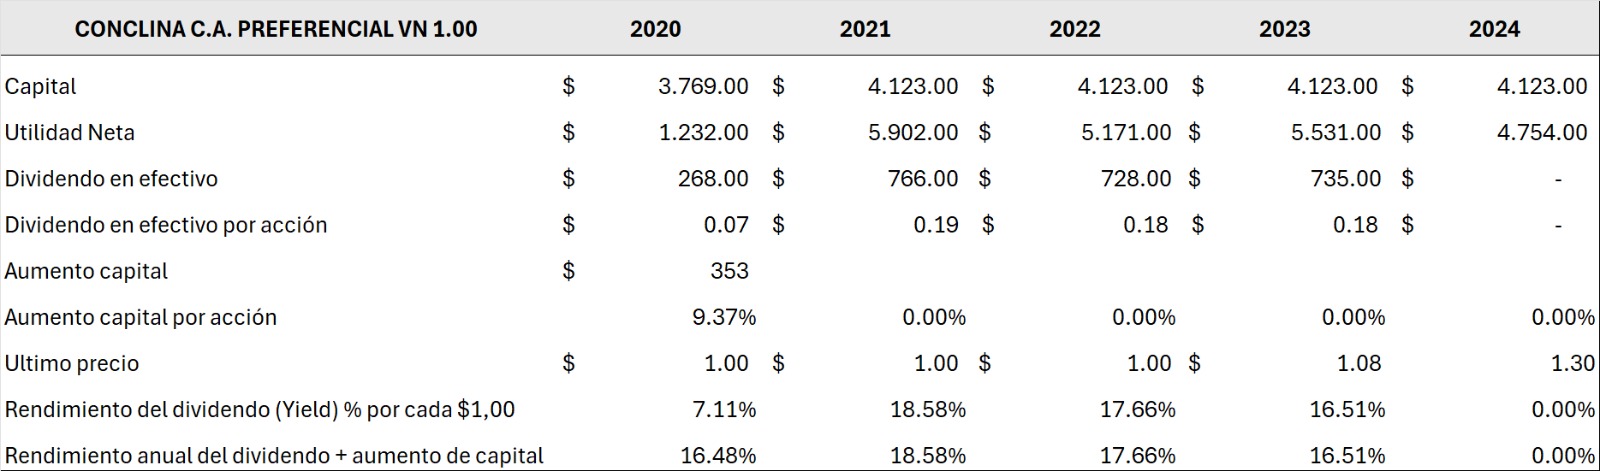 CONCLINA C.A. PREFERENCIAL VN 1.00 2020 2021 2022 2023 2024
Capital $ 3.769.00 $ 4.123.00 $ 4.123.00 $ 4.123.00 $ 4.123.00
Utilidad Neta $ 1.232.00 $ 5.902.00 $ 5.171.00 $ 5.531.00 $ 4.754.00
Dividendo en efectivo $ 268.00 $ 766.00 $ 728.00 $ 735.00 $ -
Dividendo en efectivo por acción $ 0.07 $ 0.19 $ 0.18 $ 0.18 $ -
Aumento capital $ 353
Aumento capital por acción 9.37% 0.00% 0.00% 0.00% 0.00%
Ultimo precio $ 1.00 $ 1.00 $ 1.00 $ 1.08 1.30
Rendimiento del dividendo (Yield) % por cada $1,00 7.11% 18.58% 17.66% 16.51% 0.00%
Rendimiento anual del dividendo + aumento de capital 16.48% 18.58% 17.66% 16.51% 0.00%